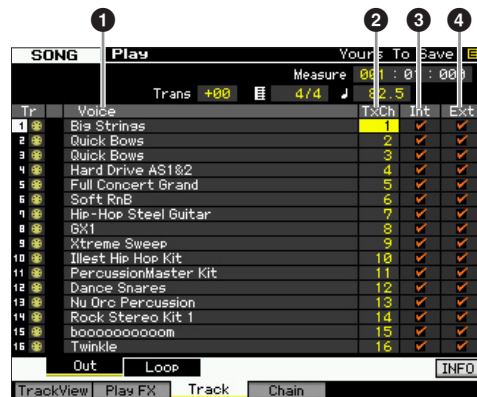 1 2 3 4
SONG Play Yours To Save E
Measure 001 : 01 : 000
Trans +00 4/4 ♩ 82.5
Tr Voice TxCh Int Ext
1 Big Strings 1 ✔ ✔
2 Quick Bows 2 ✔ ✔
3 Quick Bows 3 ✔ ✔
4 Hard Drive AS1&2 4 ✔ ✔
5 Full Concert Grand 5 ✔ ✔
6 Soft RnB 6 ✔ ✔
7 Hip-Hop Steel Guitar 7 ✔ ✔
8 GX1 8 ✔ ✔
9 Xtreme Sweep 9 ✔ ✔
10 Illest Hip Hop Kit 10 ✔ ✔
11 PercussionMaster Kit 11 ✔ ✔
12 Dance Snares 12 ✔ ✔
13 Nu Orc Percussion 13 ✔ ✔
14 Rock Stereo Kit 1 14 ✔ ✔
15 booooooooom 15 ✔ ✔
16 Twinkle 16 ✔ ✔
Out Loop INFO
TrackView Play FX Track Chain